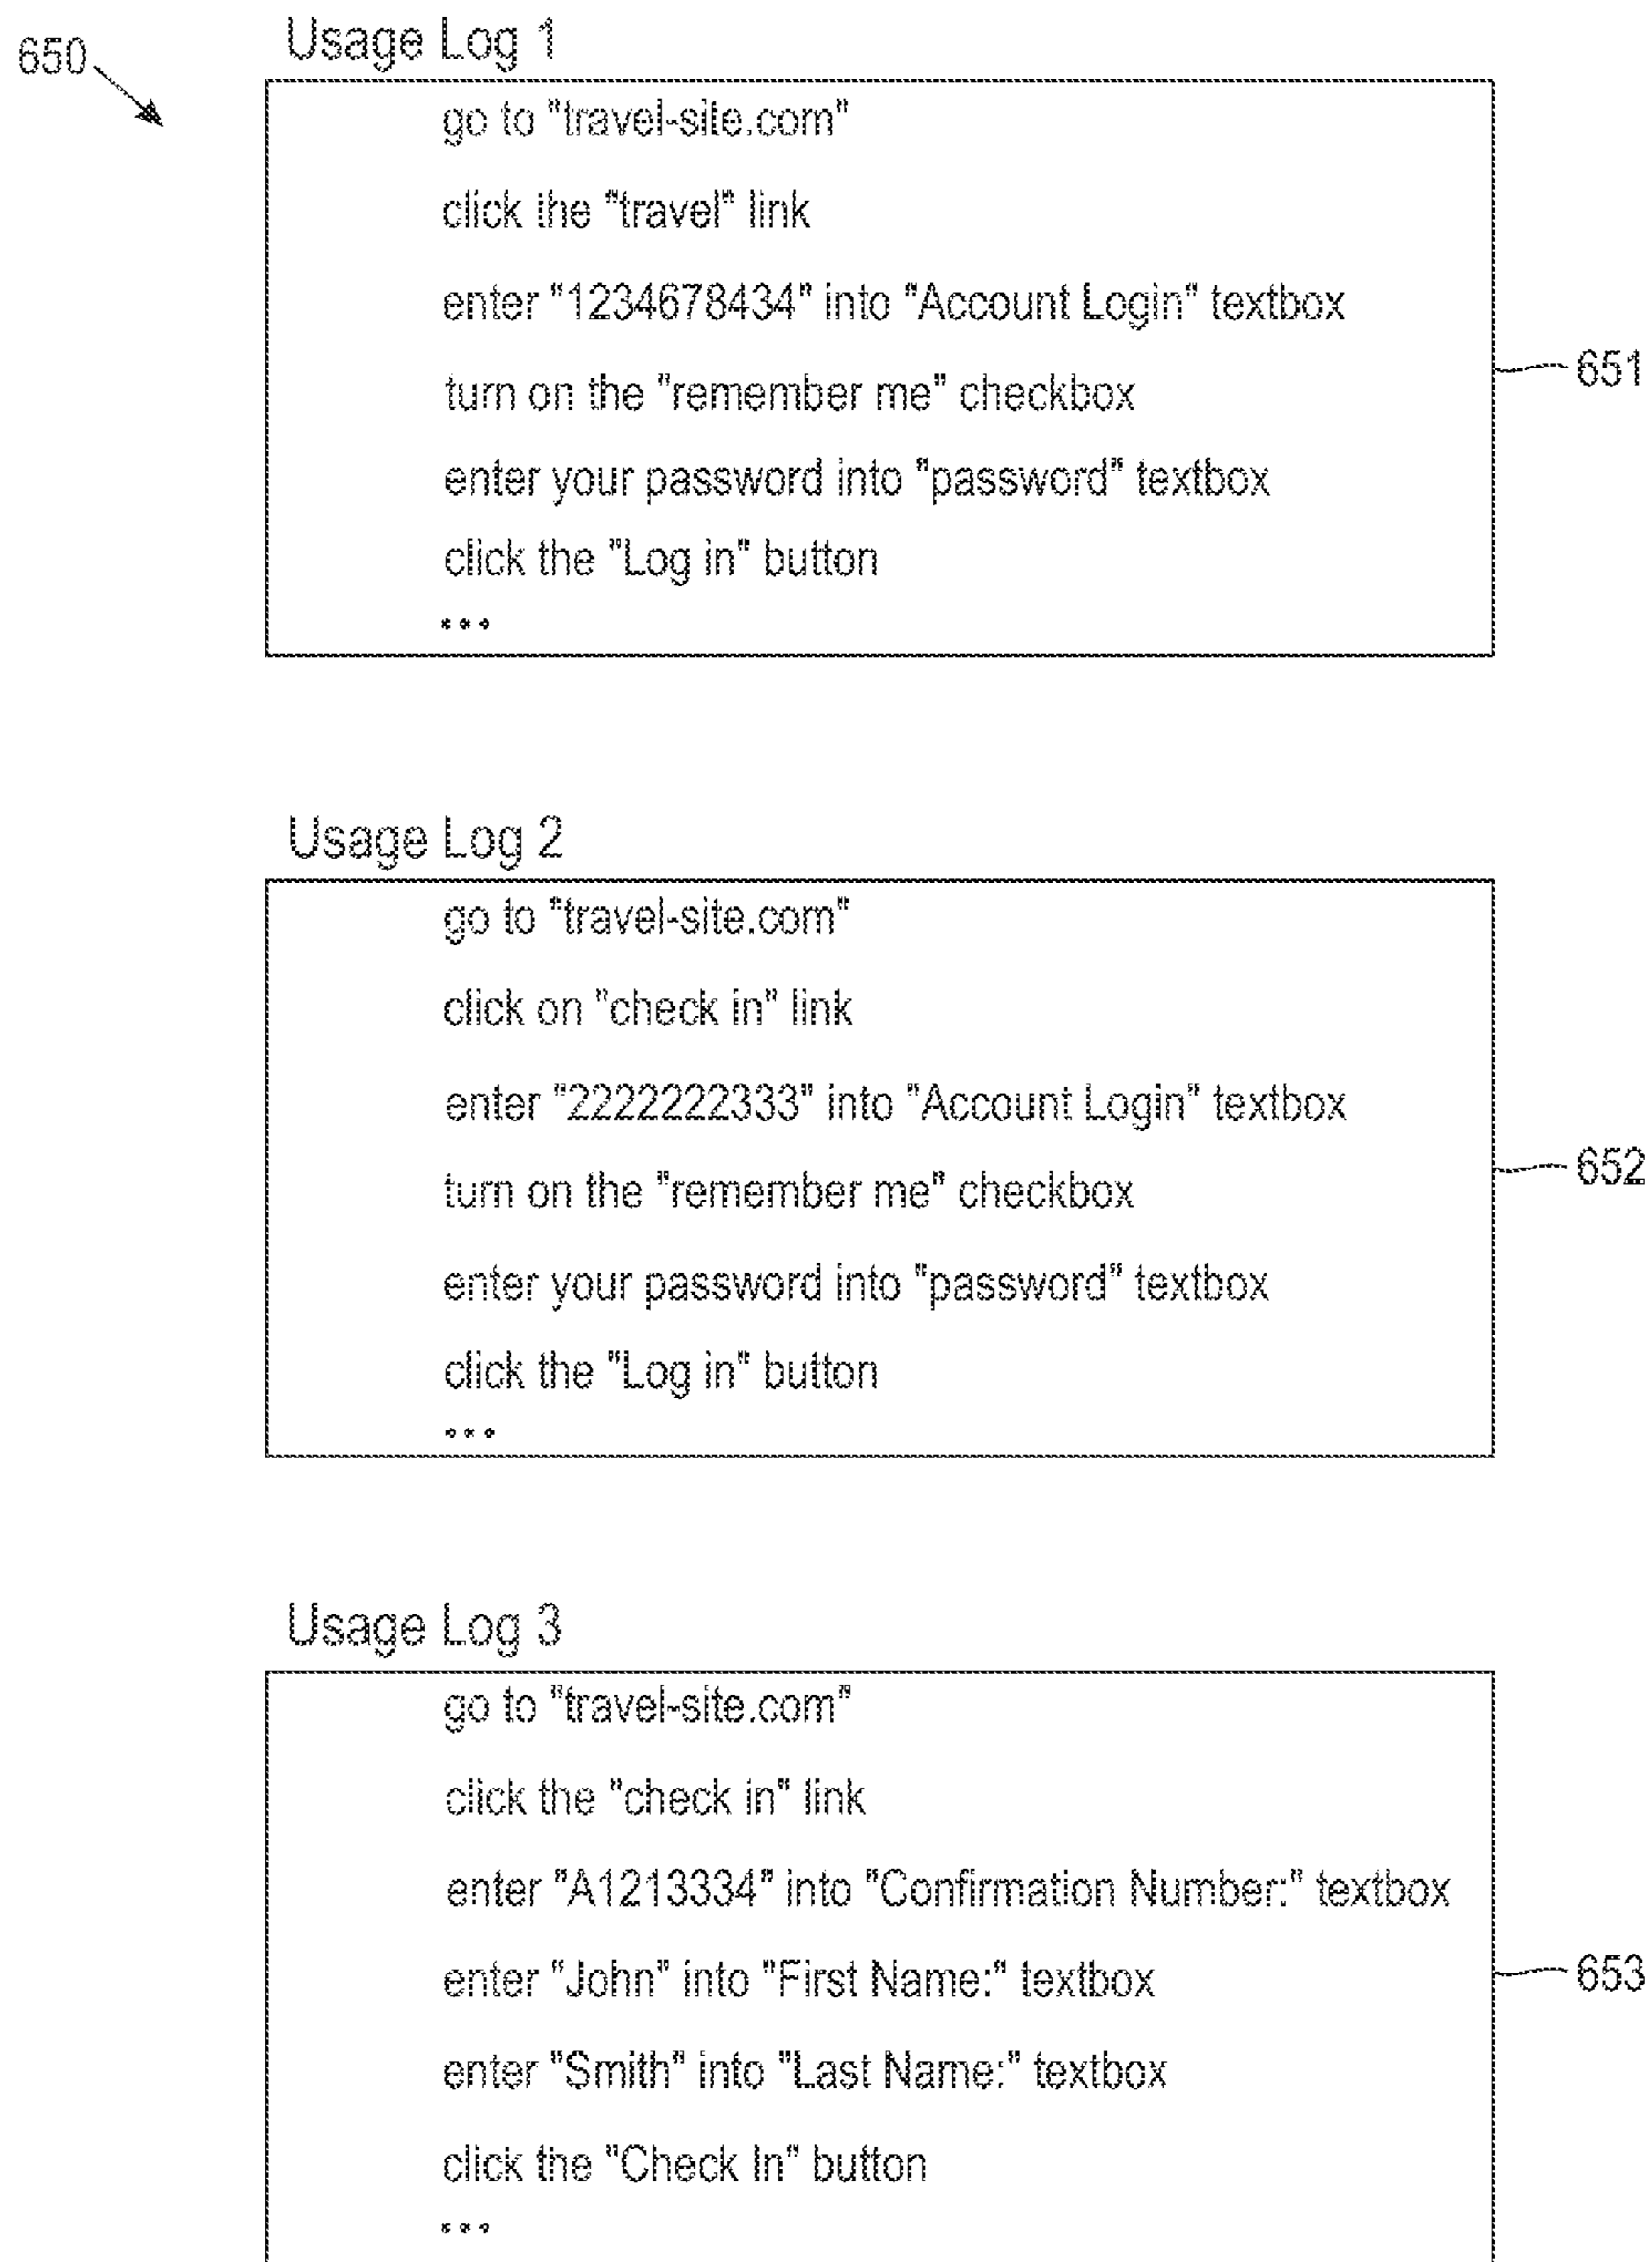 650
Usage Log 1
go to "travel-site.com"
click the "travel" link
enter "1234678434" into "Account Login" textbox
turn on the "remember me" checkbox
651
enter your password into "password" textbox
click the "Log in" button
...
Usage Log 2
go to "travel-site.com"
click on "check in" link
enter "2222222333" into "Account Login" textbox
turn on the "remember me" checkbox
652
enter your password into "password" textbox
click the "Log in" button
...
Usage Log 3
go to "travel-site.com"
click the "check in" link
enter "A1213334" into "Confirmation Number:" textbox
enter "John" into "First Name:" textbox
653
enter "Smith" into "Last Name:" textbox
click the "Check In" button
...